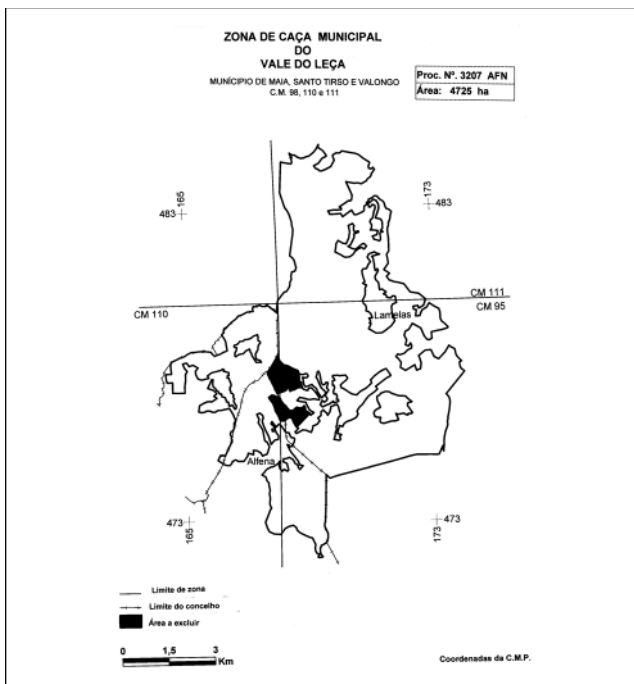 ZONA DE CAÇA MUNICIPAL
DO
VALE DO LEÇA
MUNÍCIPIO DE MAIA, SANTO TIRSO E VALONGO
C.M. 98, 110 e 111
Proc. Nº. 3207 AFN
Área: 4725 ha
165
483
173
483
CM 111
CM 110
CM 95
Lamelas
Alfena
473
165
473
173
Limite de zona
Limite do concelho
Área a excluir
0 1,5 3
Km
Coordenadas da C.M.P.